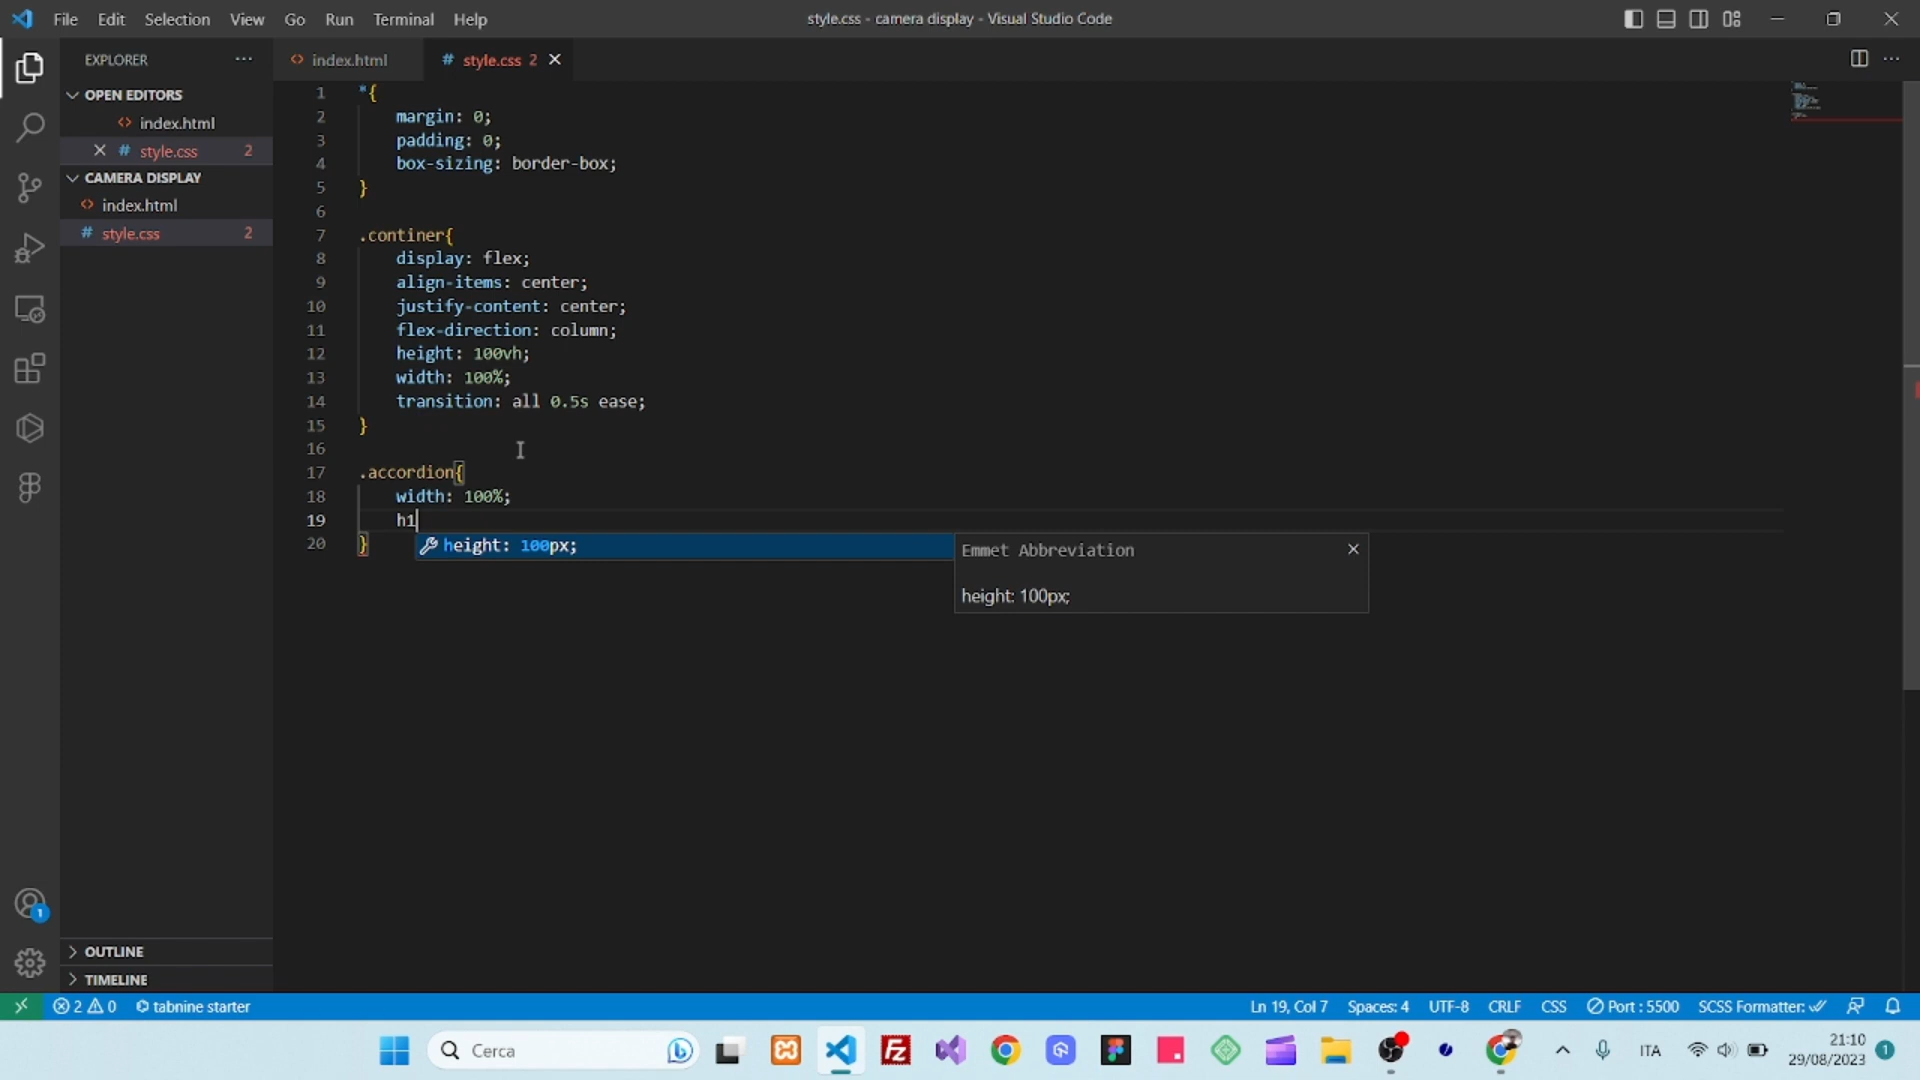 File Edit Selection View Go Run Terminal Help
style.css - camera display - Visual Studio Code
EXPLORER
index.html
# style.css 2
OPEN EDITORS
index.html
# style.css 2
CAMERA DISPLAY
index.html
# style.css 2
1 *{
2 margin: 0;
3 padding: 0;
4 box-sizing: border-box;
5 }
6
7 .continer{
8 display: flex;
9 align-items: center;
10 justify-content: center;
11 flex-direction: column;
12 height: 100vh;
13 width: 100%;
14 transition: all 0.5s ease;
15 }
16
17 .accordion{
18 width: 100%;
19 h1
20 }
height: 100px;
Emmet Abbreviation
height: 100px;
1
OUTLINE
TIMELINE
2 0 tabnine starter
Ln 19, Col 7 Spaces: 4 UTF-8 CRLF CSS Port : 5500 SCSS Formatter:
Cerca
Fz
ITA
21:10
29/08/2023
1